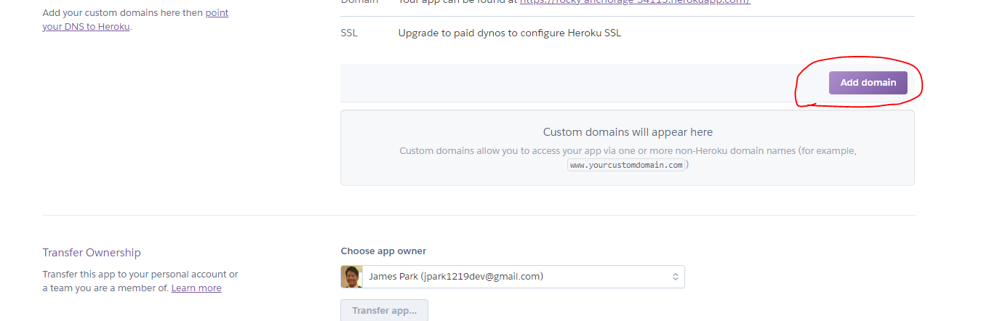 Add your custom domains here then point
your DNS to Heroku.
Domain Your app can be found at https://rocky-anchorage-54115.herokuapp.com/
SSL Upgrade to paid dynos to configure Heroku SSL
Add domain
Custom domains will appear here
Custom domains allow you to access your app via one or more non-Heroku domain names (for example,
www.yourcustomdomain.com)
Transfer Ownership
Transfer this app to your personal account or
a team you are a member of. Learn more
Choose app owner
James Park (jpark1219dev@gmail.com)
Transfer app...